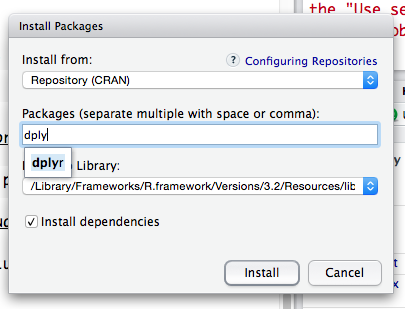 the "Use se
ob
Install Packages
Install from:
? Configuring Repositories
Repository (CRAN)
Packages (separate multiple with space or comma):
dply
dplyr
Library:
/Library/Frameworks/R.framework/Versions/3.2/Resources/lib
Install dependencies
Install
Cancel